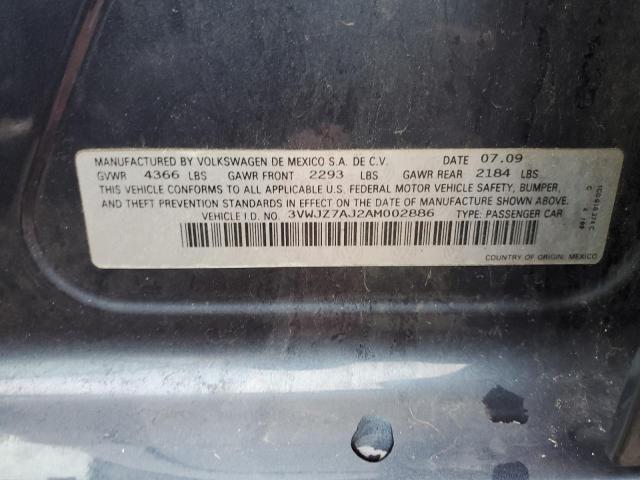 MANUFACTURED BY VOLKSWAGEN DE MEXICO S.A. DE C.V. DATE 07.09
GVWR 4366 LBS GAWR FRONT 2293 LBS GAWR REAR 2184 LBS
THIS VEHICLE CONFORMS TO ALL APPLICABLE U.S. FEDERAL MOTOR VEHICLE SAFETY, BUMPER,
AND THEFT PREVENTION STANDARDS IN EFFECT ON THE DATE OF MANUFACTURE SHOWN ABOVE.
VEHICLE I.D. NO. 3VWJZ7AJ2AM002886 TYPE: PASSENGER CAR
COUNTRY OF ORIGIN: MEXICO